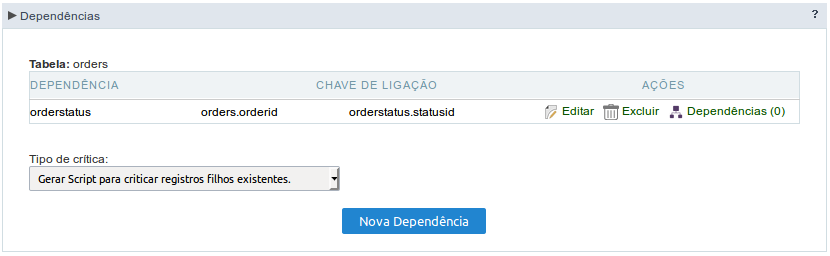 Dependências ?
Tabela: orders
DEPENDÊNCIA CHAVE DE LIGAÇÃO AÇÕES
orderstatus orders.orderid orderstatus.statusid Editar Excluir Dependências (0)
Tipo de crítica:
Gerar Script para criticar registros filhos existentes.
Nova Dependência